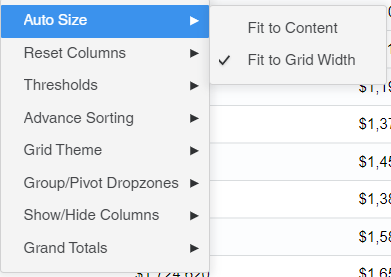 Auto Size
Fit to Content
Reset Columns
Fit to Grid Width
Thresholds
Advance Sorting
Grid Theme
Group/Pivot Dropzones
Show/Hide Columns
Grand Totals